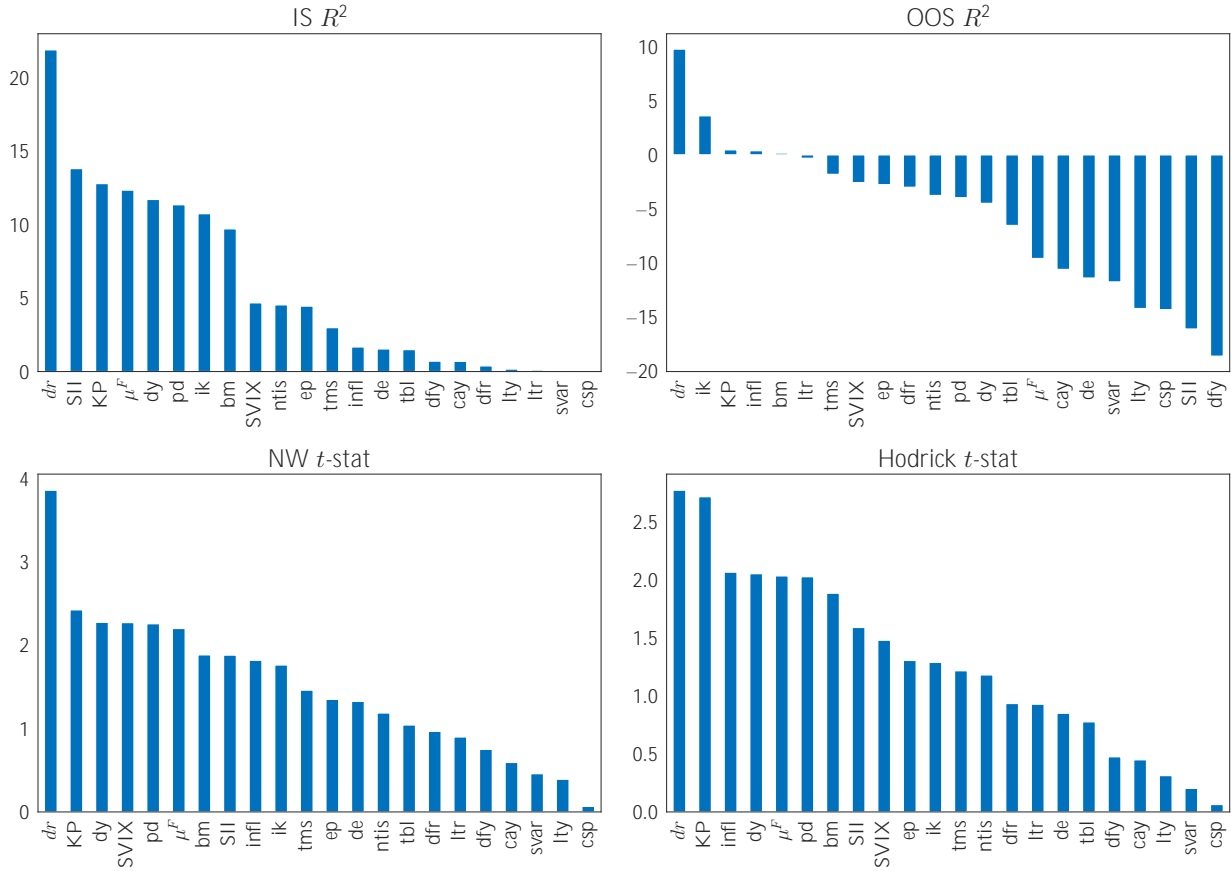 IS R²
20
15
10
5
0
dr SII KP μF dy pd ik bm SVIX ntis ep tms infl de tbl dfy cay dfr lty ltr svar csp
OOS R²
10
5
0
−5
−10
−15
−20
dr ik KP infl bm ltr tms SVIX ep dfr ntis pd dy tbl μF cay de svar lty csp SII dfy
NW t-stat
4
3
2
1
0
dr KP dy SVIX pd μF bm SII infl ik tms ep de ntis tbl dfr ltr dfy cay svar lty csp
Hodrick t-stat
2.5
2.0
1.5
1.0
0.5
0.0
dr KP infl dy μF pd bm SII SVIX ep ik tms ntis dfr ltr de tbl dfy cay lty svar csp